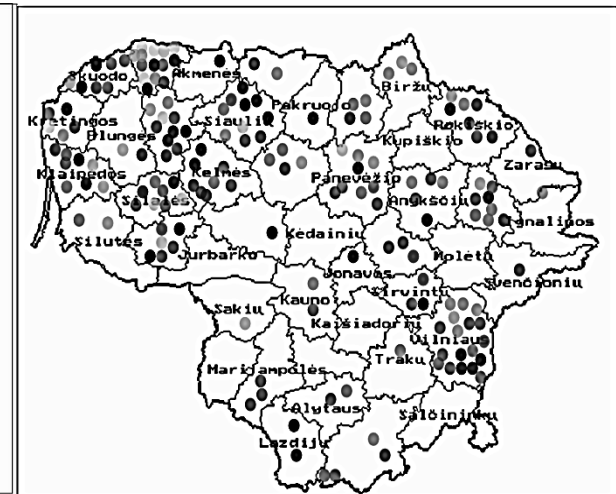 Skuodo
Akmenės
Biržų
Kretingos
Šiaulių
Pakruojo
Plungės
Kupiškio
Rokiškio
Zarasų
Klaipėdos
Kelmės
Panevėžio
Šilalės
Anykščių
Ignalinos
Šilutės
Jurbarko
Kėdainių
Molėtų
Jonavos
Širvintų
Švenčionių
Kauno
Šakių
Kaišiadorių
Vilniaus
Trakų
Marijampolės
Alytaus
Šalčininkų
Lazdijų